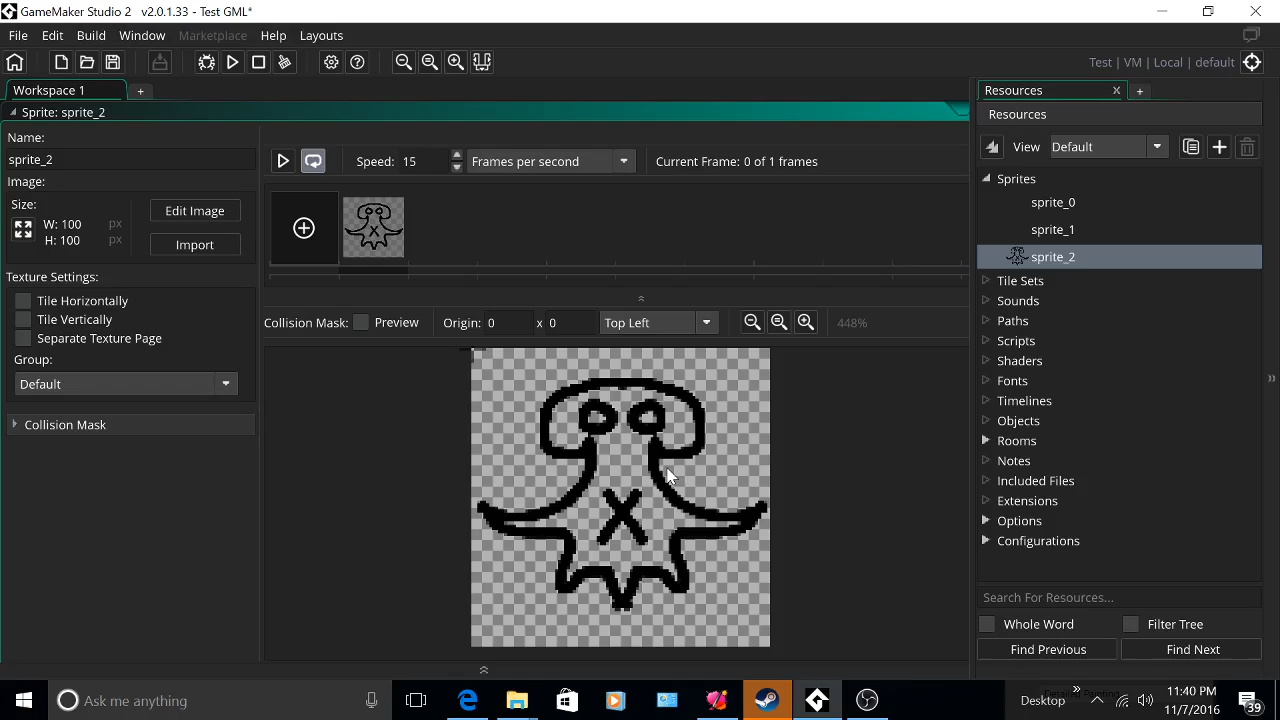 GameMaker Studio 2 v2.0.1.33 - Test GML*
File Edit Build Window Marketplace Help Layouts
Test | VM | Local | default
Workspace 1 +
Resources X +
Sprite: sprite_2
Resources
Name:
sprite_2
Speed: 15 Frames per second Current Frame: 0 of 1 frames
View Default
Image:
Size:
W: 100 px
H: 100 px
Edit Image
Import
Sprites
sprite_0
sprite_1
sprite_2
Tile Sets
Sounds
Paths
Scripts
Shaders
Fonts
Timelines
Objects
Rooms
Notes
Included Files
Extensions
Options
Configurations
Texture Settings:
Tile Horizontally
Tile Vertically
Separate Texture Page
Group:
Default
Collision Mask
Collision Mask: Preview Origin: 0 x 0 Top Left 448%
Search For Resources...
Whole Word Filter Tree
Find Previous Find Next
Ask me anything
Desktop
11:40 PM
11/7/2016
39